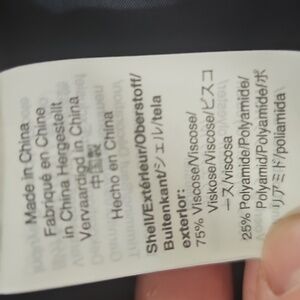 Made in China
Fabriqué en Chine
in China Hergestellt
Vervaardigd in China
中国製
Hecho en China
Shell/Extérieur/Oberstoff/
Buitenkant/シェル/tela
exterior:
75% Viscose/Viscose/
Viskose/Viscose/ビスコ
ース/viscosa
25% Polyamide/Polyamide/
Polyamid/Polyamide/ポ
リアミド/poliamida